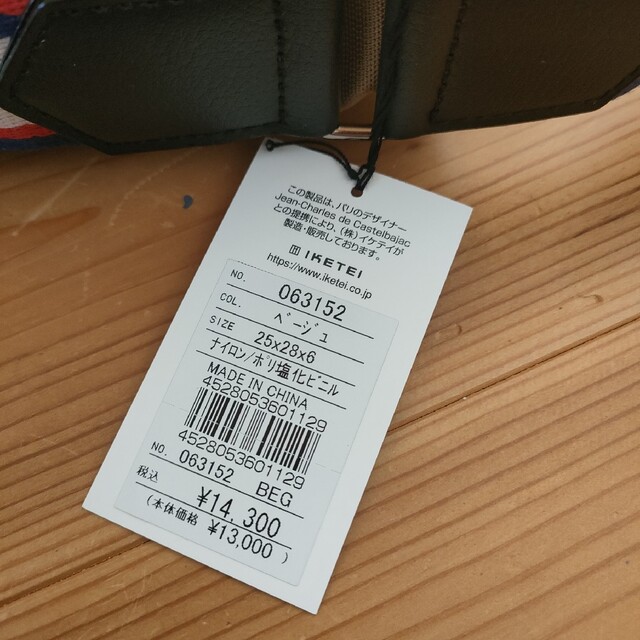 この製品は、パリのデザイナー
Jean-Charles de Castelbajac
との提携により、(株)イケテイが
製造・販売しております。
IKETEI
https://www.iketei.co.jp
NO. 063152
COL. ベージュ
SIZE 25x28x6
ナイロン/ポリ塩化ビニル
MADE IN CHINA
4528053601129
4528053601129
NO. 063152 BEG
税込 ¥14,300
(本体価格 ¥13,000 )